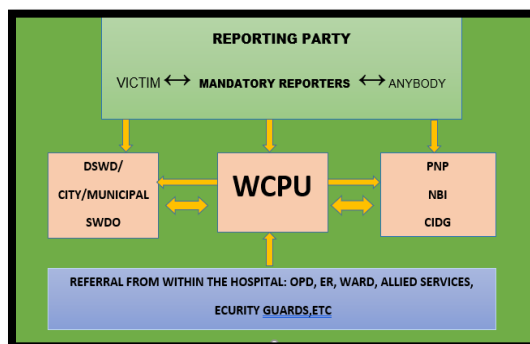 REPORTING PARTY
VICTIM ↔ MANDATORY REPORTERS ↔ ANYBODY
DSWD/
CITY/MUNICIPAL
SWDO
WCPU
PNP
NBI
CIDG
REFERRAL FROM WITHIN THE HOSPITAL: OPD, ER, WARD, ALLIED SERVICES,
ECURITY GUARDS,ETC